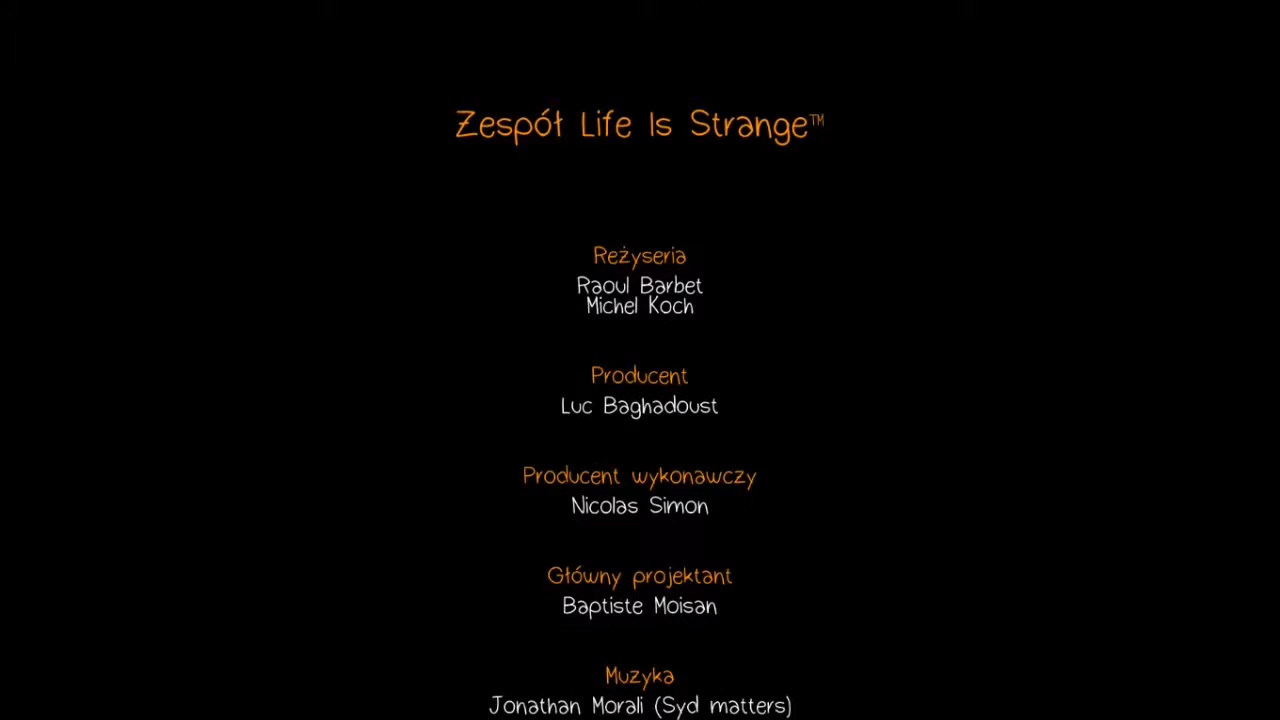 Zespół Life Is Strange™
Reżyseria
Raoul Barbet
Michel Koch
Producent
Luc Baghadoust
Producent wykonawczy
Nicolas Simon
Główny projektant
Baptiste Moisan
Muzyka
Jonathan Morali (Syd matters)